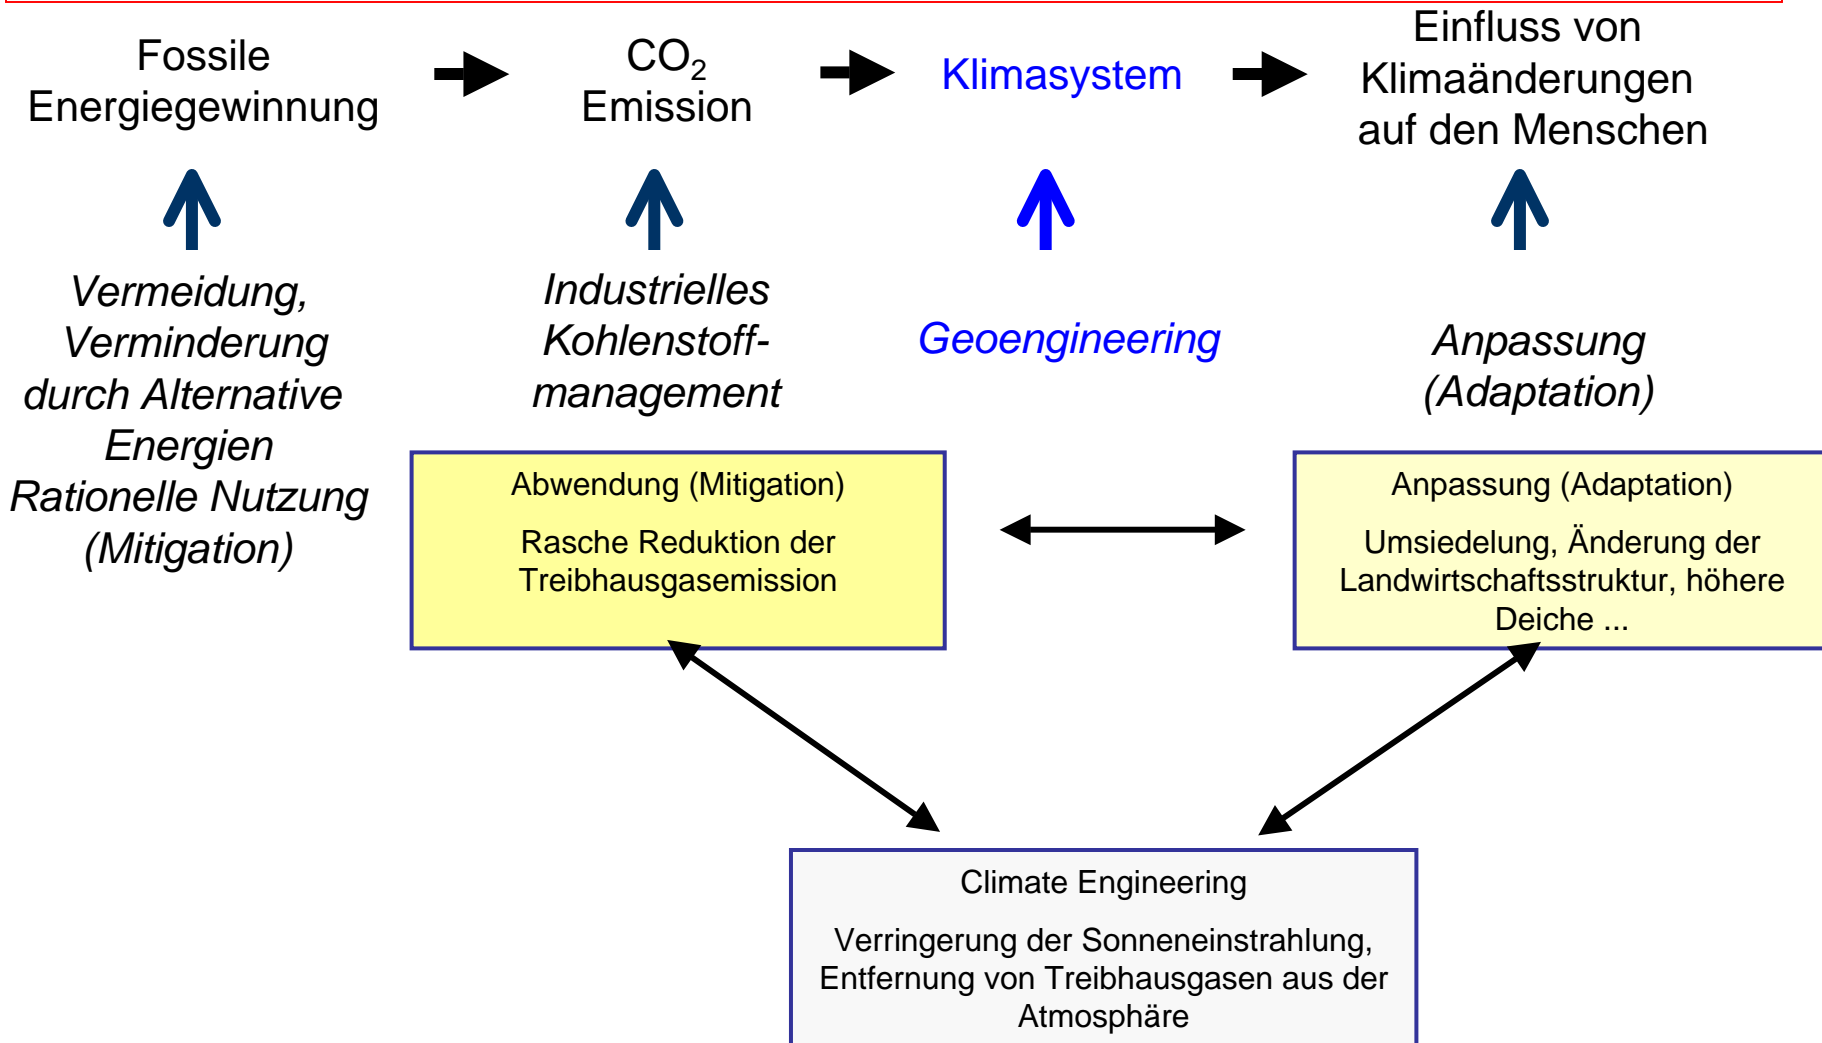 Fossile
Energiegewinnung
CO₂
Emission
Klimasystem
Einfluss von
Klimaänderungen
auf den Menschen
Vermeidung,
Verminderung
durch Alternative
Energien
Rationelle Nutzung
(Mitigation)
Industrielles
Kohlenstoff-
management
Geoengineering
Anpassung
(Adaptation)
Abwendung (Mitigation)
Rasche Reduktion der
Treibhausgasemission
Anpassung (Adaptation)
Umsiedelung, Änderung der
Landwirtschaftsstruktur, höhere
Deiche ...
Climate Engineering
Verringerung der Sonneneinstrahlung,
Entfernung von Treibhausgasen aus der
Atmosphäre